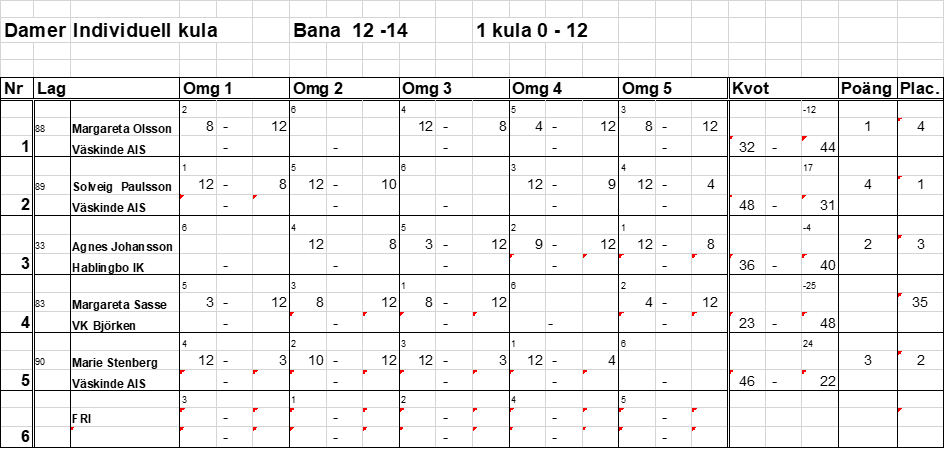 Damer Individuell kula Bana 12 -14 1 kula 0 - 12
Nr Lag Omg 1 Omg 2 Omg 3 Omg 4 Omg 5 Kvot Poäng Plac.
2 6 4 5 3 -12
88 Margareta Olsson 8 - 12 12 - 8 4 - 12 8 - 12 1 4
1 Väskinde AIS - - - - - 32 - 44
1 5 6 3 4 17
89 Solveig Paulsson 12 - 8 12 - 10 12 - 9 12 - 4 4 1
2 Väskinde AIS - - - - - 48 - 31
6 4 5 2 1 -4
33 Agnes Johansson 12 8 3 - 12 9 - 12 12 - 8 2 3
3 Hablingbo IK - - - - - 36 - 40
5 3 1 6 2 -25
83 Margareta Sasse 3 - 12 8 12 8 - 12 4 - 12 35
4 VK Björken - - - - - 23 - 48
4 2 3 1 6 24
90 Marie Stenberg 12 - 3 10 - 12 12 - 3 12 - 4 3 2
5 Väskinde AIS - - - - - 46 - 22
3 1 2 4 5
FRI - - - - -
6 - - - - -